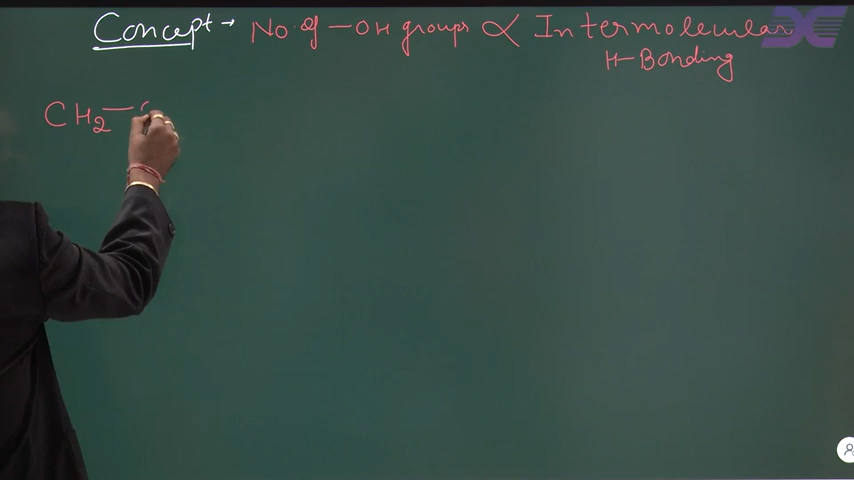 Concept → No. of —OH groups ∝ Intermolecular
H—Bonding
CH₂—